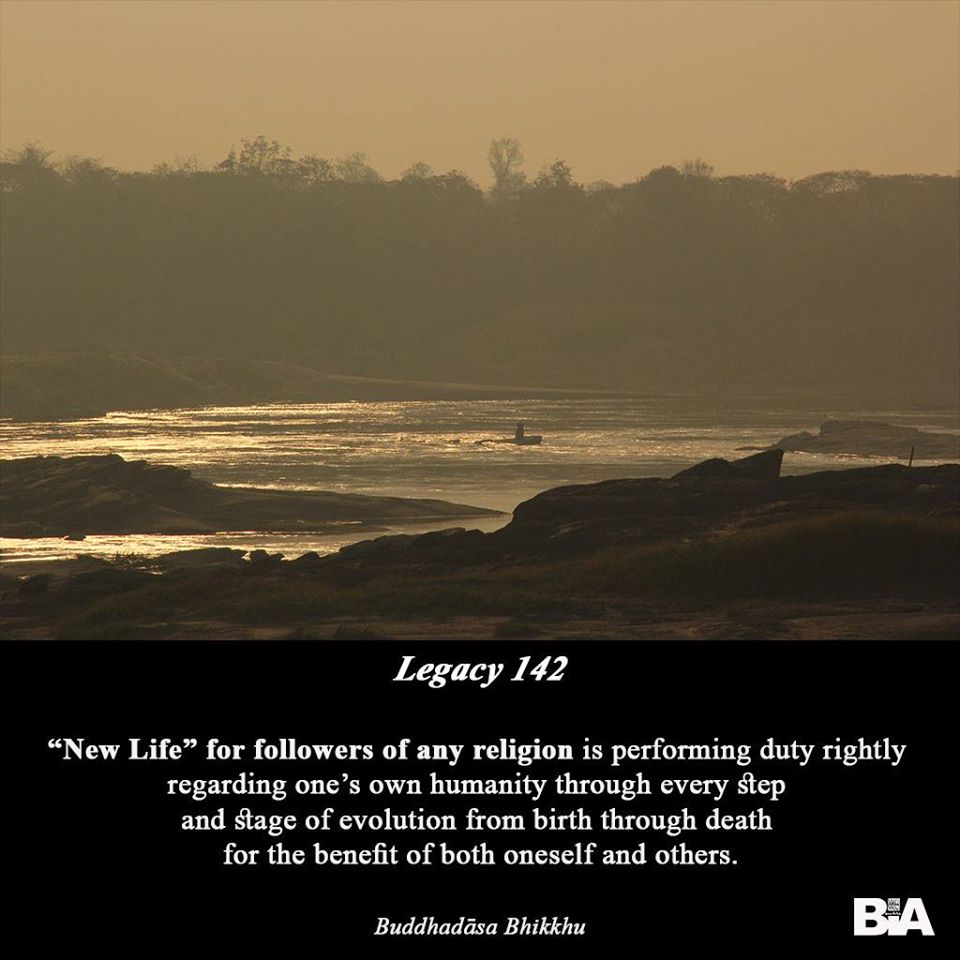 Legacy 142
“New Life” for followers of any religion is performing duty rightly
regarding one’s own humanity through every step
and stage of evolution from birth through death
for the benefit of both oneself and others.
Buddhadāsa Bhikkhu
BIA